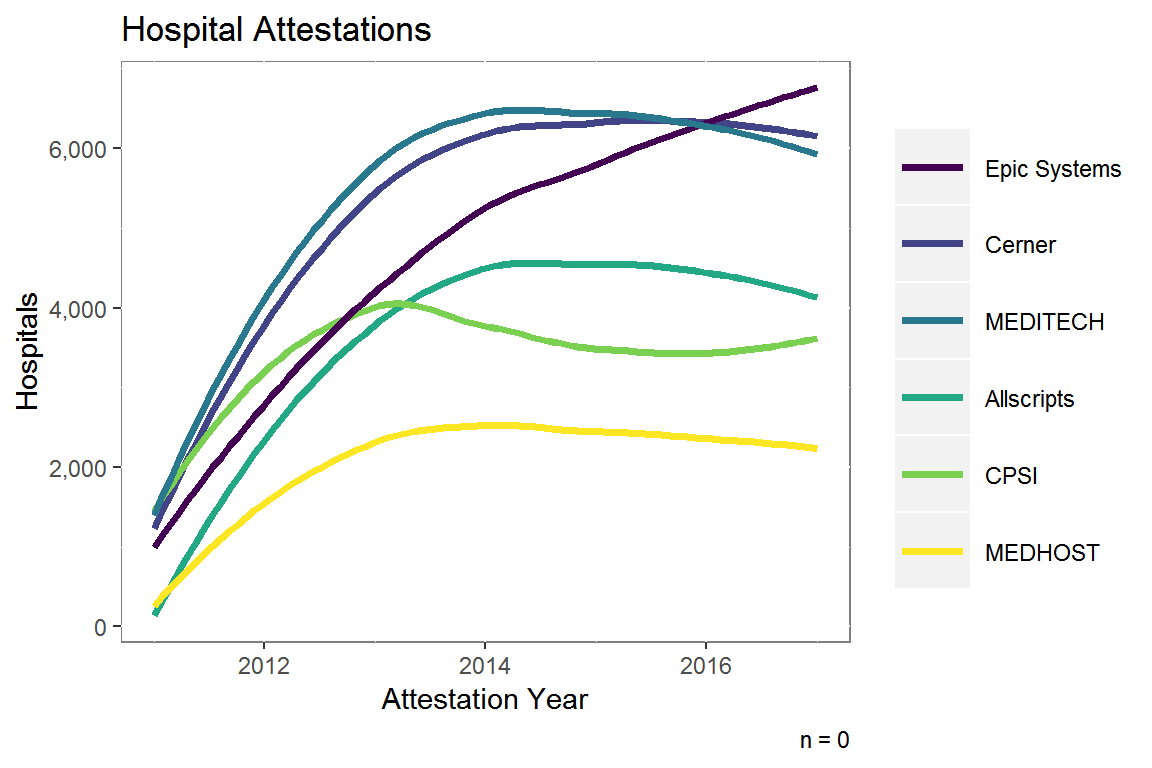 Hospital Attestations
Hospitals
6,000
4,000
2,000
0
2012
2014
2016
Attestation Year
Epic Systems
Cerner
MEDITECH
Allscripts
CPSI
MEDHOST
n = 0